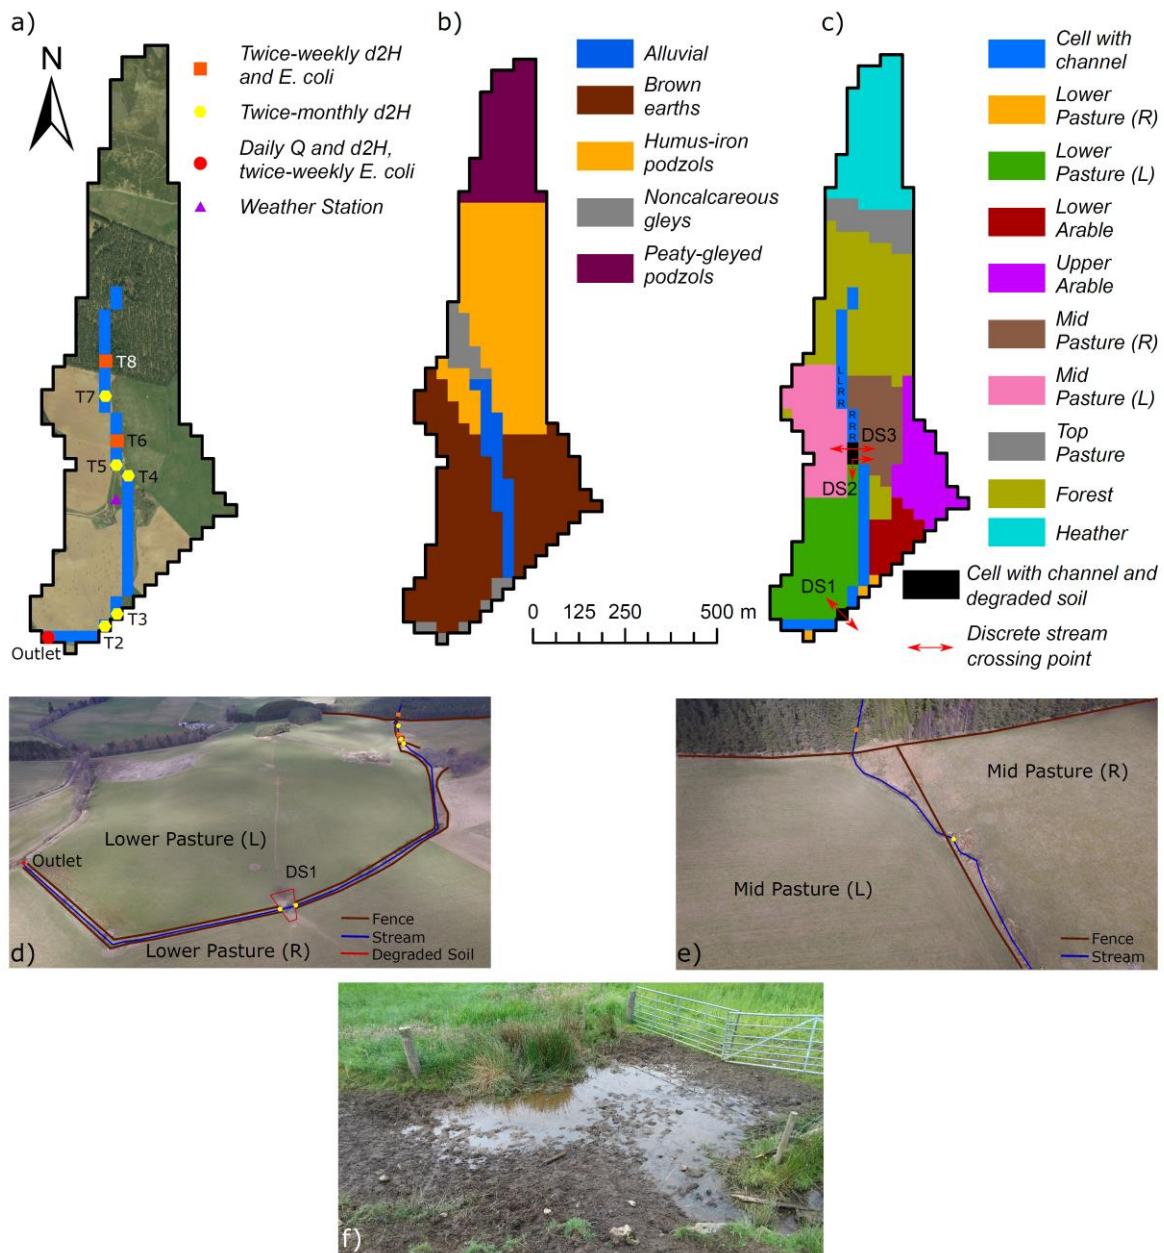 a)
N
Twice-weekly d2H
and E. coli
Twice-monthly d2H
Daily Q and d2H,
twice-weekly E. coli
Weather Station
T8
T7
T6
T5
T4
T3
T2
Outlet
b)
Alluvial
Brown
earths
Humus-iron
podzols
Noncalcareous
gleys
Peaty-gleyed
podzols
0 125 250 500 m
c)
Cell with
channel
Lower
Pasture (R)
Lower
Pasture (L)
Lower
Arable
Upper
Arable
Mid
Pasture (R)
Mid
Pasture (L)
Top
Pasture
Forest
Heather
Cell with channel and
degraded soil
Discrete stream
crossing point
L
L
R
R
R
R
R
DS3
DS2
DS1
Lower Pasture (L)
Outlet
DS1
Lower Pasture (R)
Fence
Stream
Degraded Soil
d)
Mid Pasture (R)
Mid Pasture (L)
Fence
Stream
e)
f)